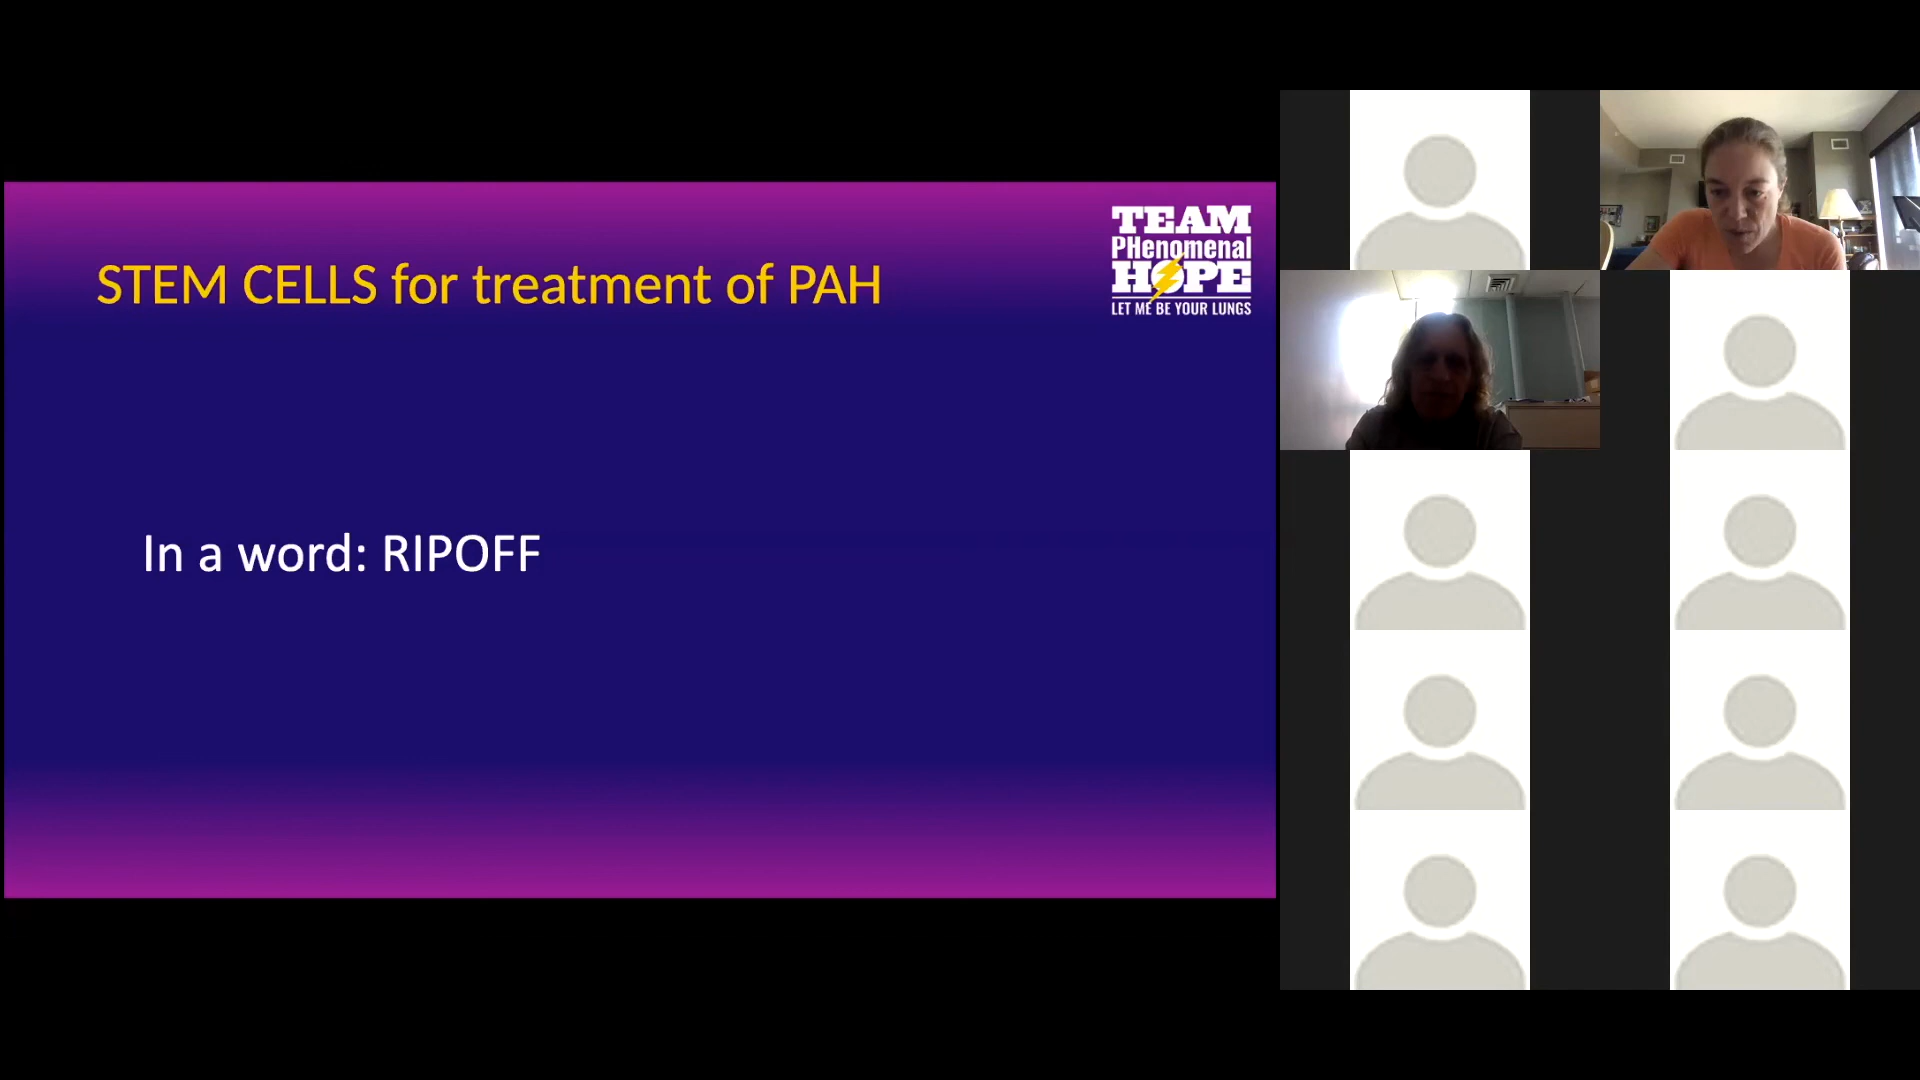 STEM CELLS for treatment of PAH
TEAM
PHenomenal
HOPE
LET ME BE YOUR LUNGS
In a word: RIPOFF